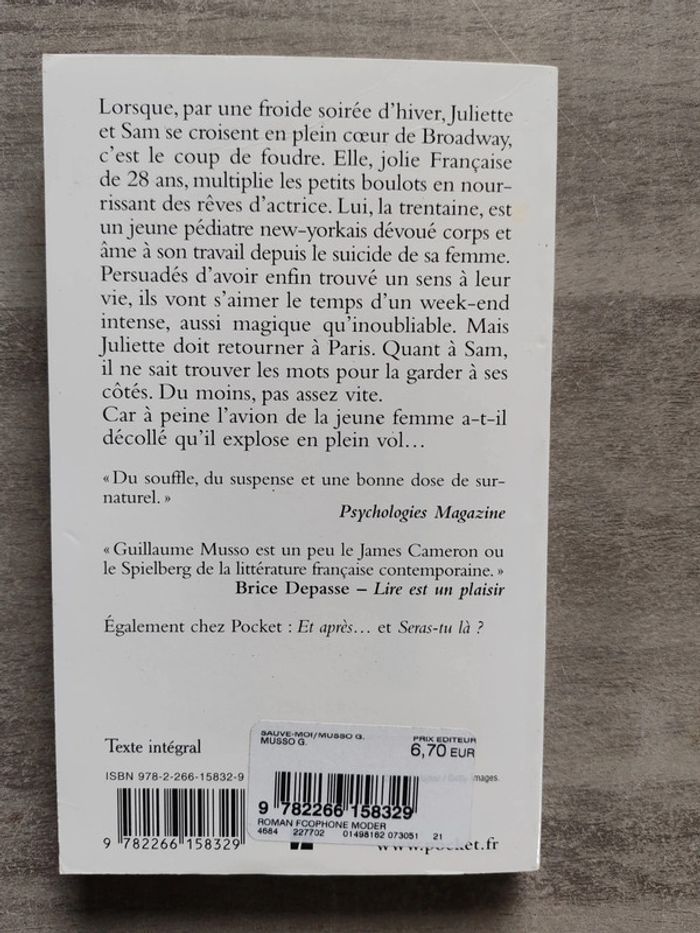 Lorsque, par une froide soirée d'hiver, Juliette
et Sam se croisent en plein cœur de Broadway,
c'est le coup de foudre. Elle, jolie Française
de 28 ans, multiplie les petits boulots en nour-
rissant des rêves d'actrice. Lui, la trentaine, est
un jeune pédiatre new-yorkais dévoué corps et
âme à son travail depuis le suicide de sa femme.
Persuadés d'avoir enfin trouvé un sens à leur
vie, ils vont s'aimer le temps d'un week-end
intense, aussi magique qu'inoubliable. Mais
Juliette doit retourner à Paris. Quant à Sam,
il ne sait trouver les mots pour la garder à ses
côtés. Du moins, pas assez vite.
Car à peine l'avion de la jeune femme a-t-il
décollé qu'il explose en plein vol…
« Du souffle, du suspense et une bonne dose de sur-
naturel. »
Psychologies Magazine
« Guillaume Musso est un peu le James Cameron ou
le Spielberg de la littérature française contemporaine. »
Brice Depasse – Lire est un plaisir
Également chez Pocket : Et après… et Seras-tu là ?
Texte intégral
ISBN 978-2-266-15832-9
9 782266 158329
SAUVE-MOI/MUSSO G.
MUSSO G.
PRIX EDITEUR
6,70 EUR
9 782266 158329
ROMAN FCOPHONE MODER
4684 227702 01498162 073051 21
Images.
www.pocket.fr